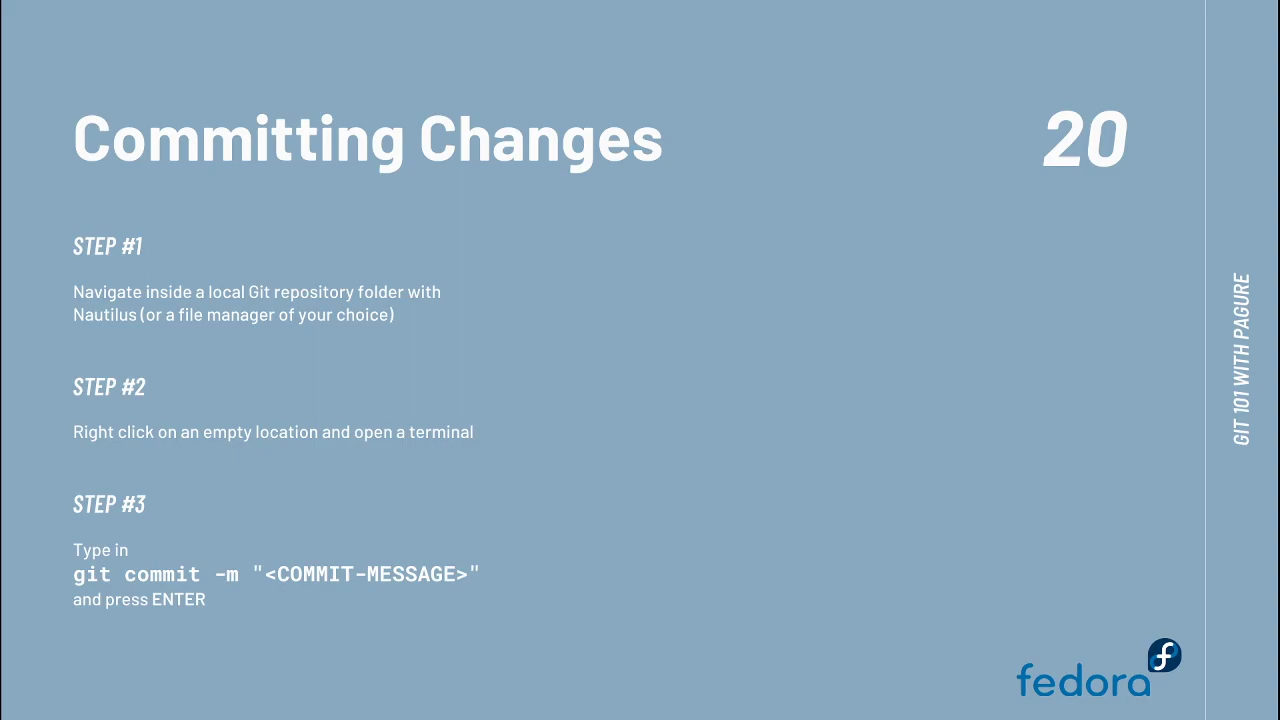 Committing Changes
20
STEP #1
Navigate inside a local Git repository folder with
Nautilus (or a file manager of your choice)
STEP #2
Right click on an empty location and open a terminal
STEP #3
Type in
git commit -m "<COMMIT-MESSAGE>"
and press ENTER
GIT 101 WITH PAGURE
fedora